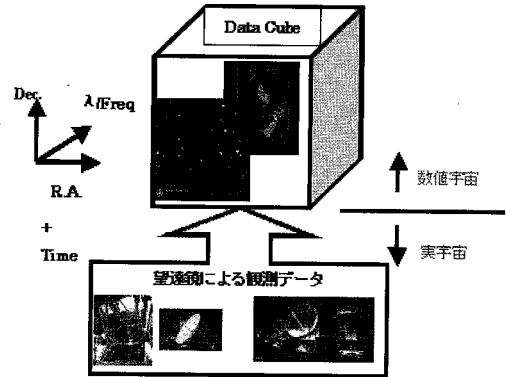 Data Cube
Dec.
λ/Freq
R.A.
+
Time
数値宇宙
実宇宙
望遠鏡による観測データ